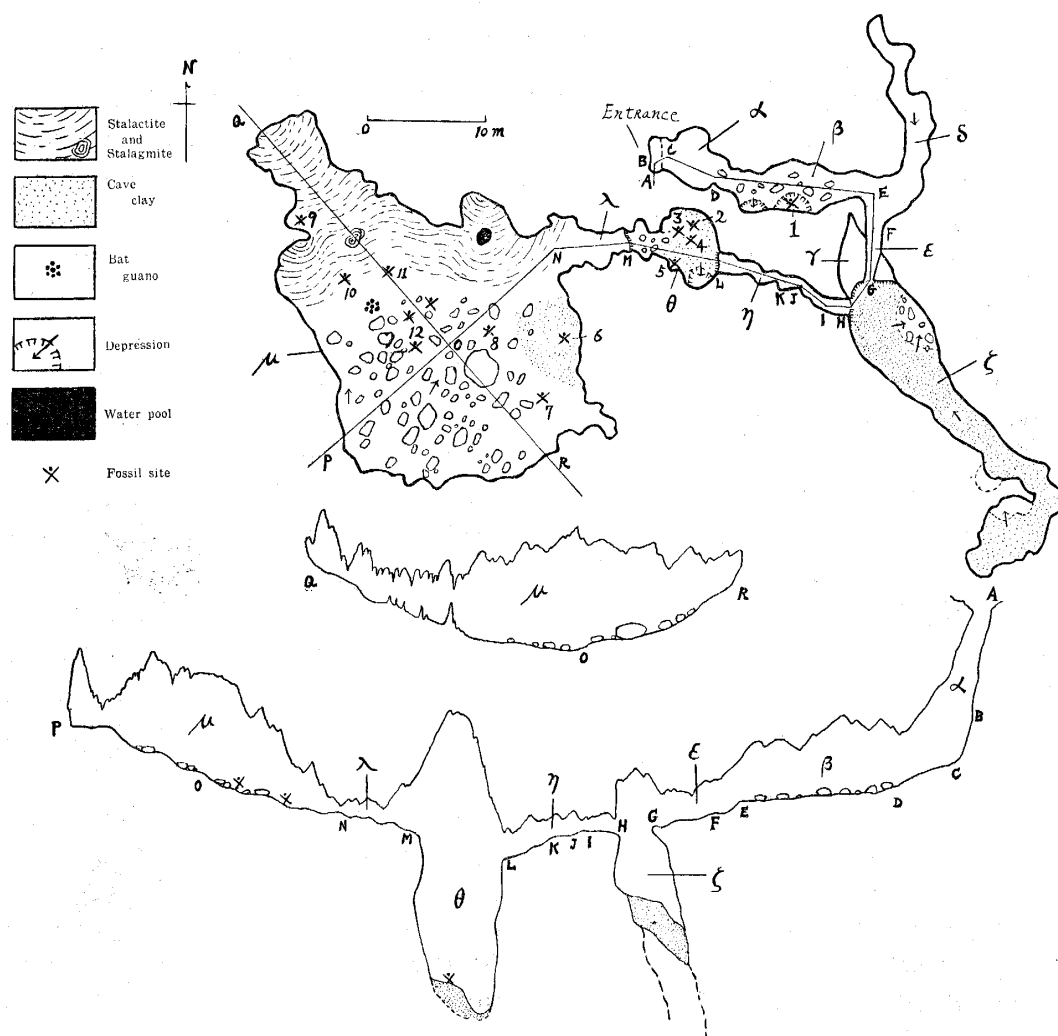 N
Stalactite
and
Stalagmite
Cave
clay
Bat
guano
Depression
Water pool
Fossil site
0 10 m
Entrance
α
β
δ
B C
A
D
E
1
F
ε
γ
G
Q
9
λ
3 2
4
5
N
M
θ
L
η
K J
I H
ζ
11
10
12
O
8
6
μ
7
P
R
Q
μ
R
O
A
α
B
C
P
μ
O
λ
N
M
θ
L
η
K J I
H
G
ε
F
E
β
D
ζ